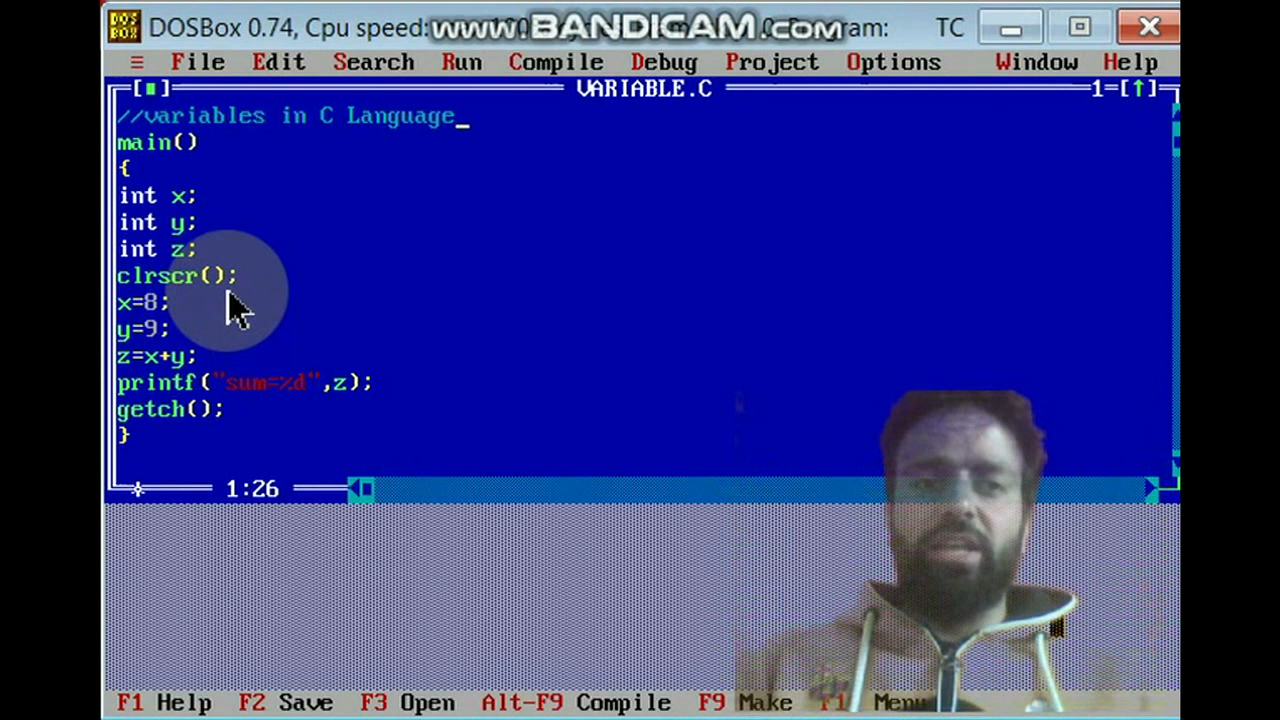 DOSBox 0.74, Cpu speed: www.BANDICAM.com TC
≡ File Edit Search Run Compile Debug Project Options Window Help
VARIABLE.C 1
//variables in C Language_
main()
{
int x;
int y;
int z;
clrscr();
x=8;
y=9;
z=x+y;
printf("sum=%d",z);
getch();
}
1:26
F1 Help F2 Save F3 Open Alt-F9 Compile F9 Make Menu